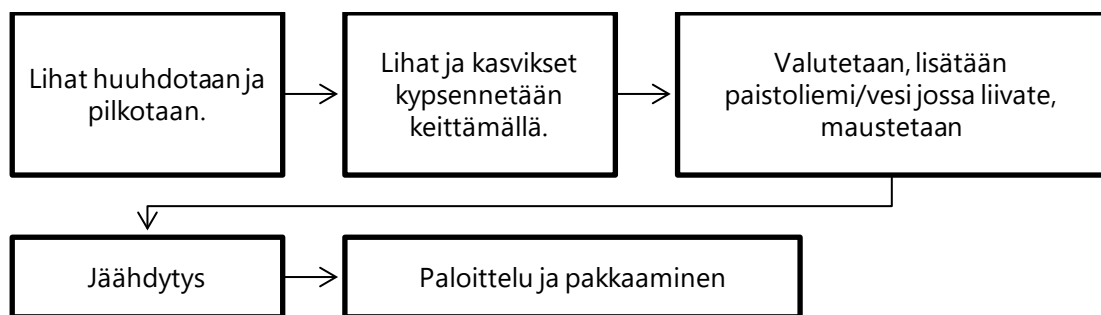 Lihat huuhdotaan ja
pilkotaan.
Lihat ja kasvikset
kypsennetään
keittämällä.
Valutetaan, lisätään
paistoliemi/vesi jossa liivate,
maustetaan
Jäähdytys
Paloittelu ja pakkaaminen